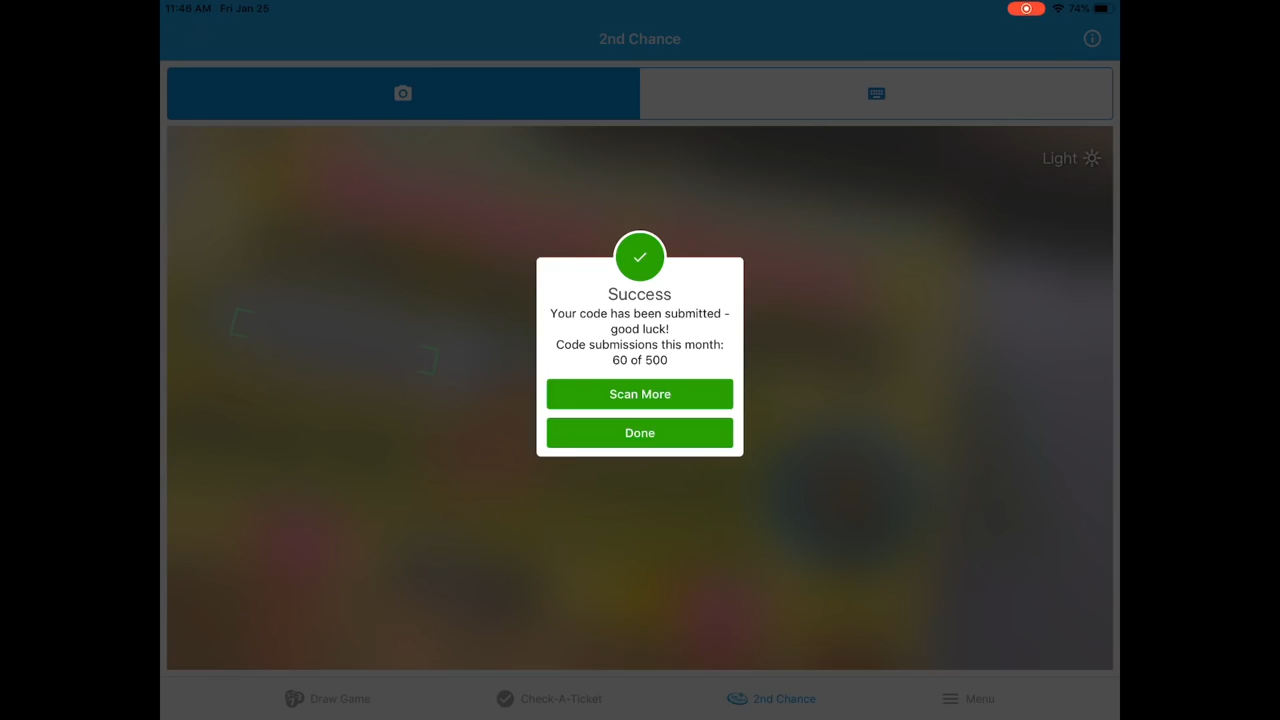 11:46 AM Fri Jan 25
74%
2nd Chance
Light
Success
Your code has been submitted -
good luck!
Code submissions this month:
60 of 500
Scan More
Done
Draw Game
Check-A-Ticket
2nd Chance
Menu